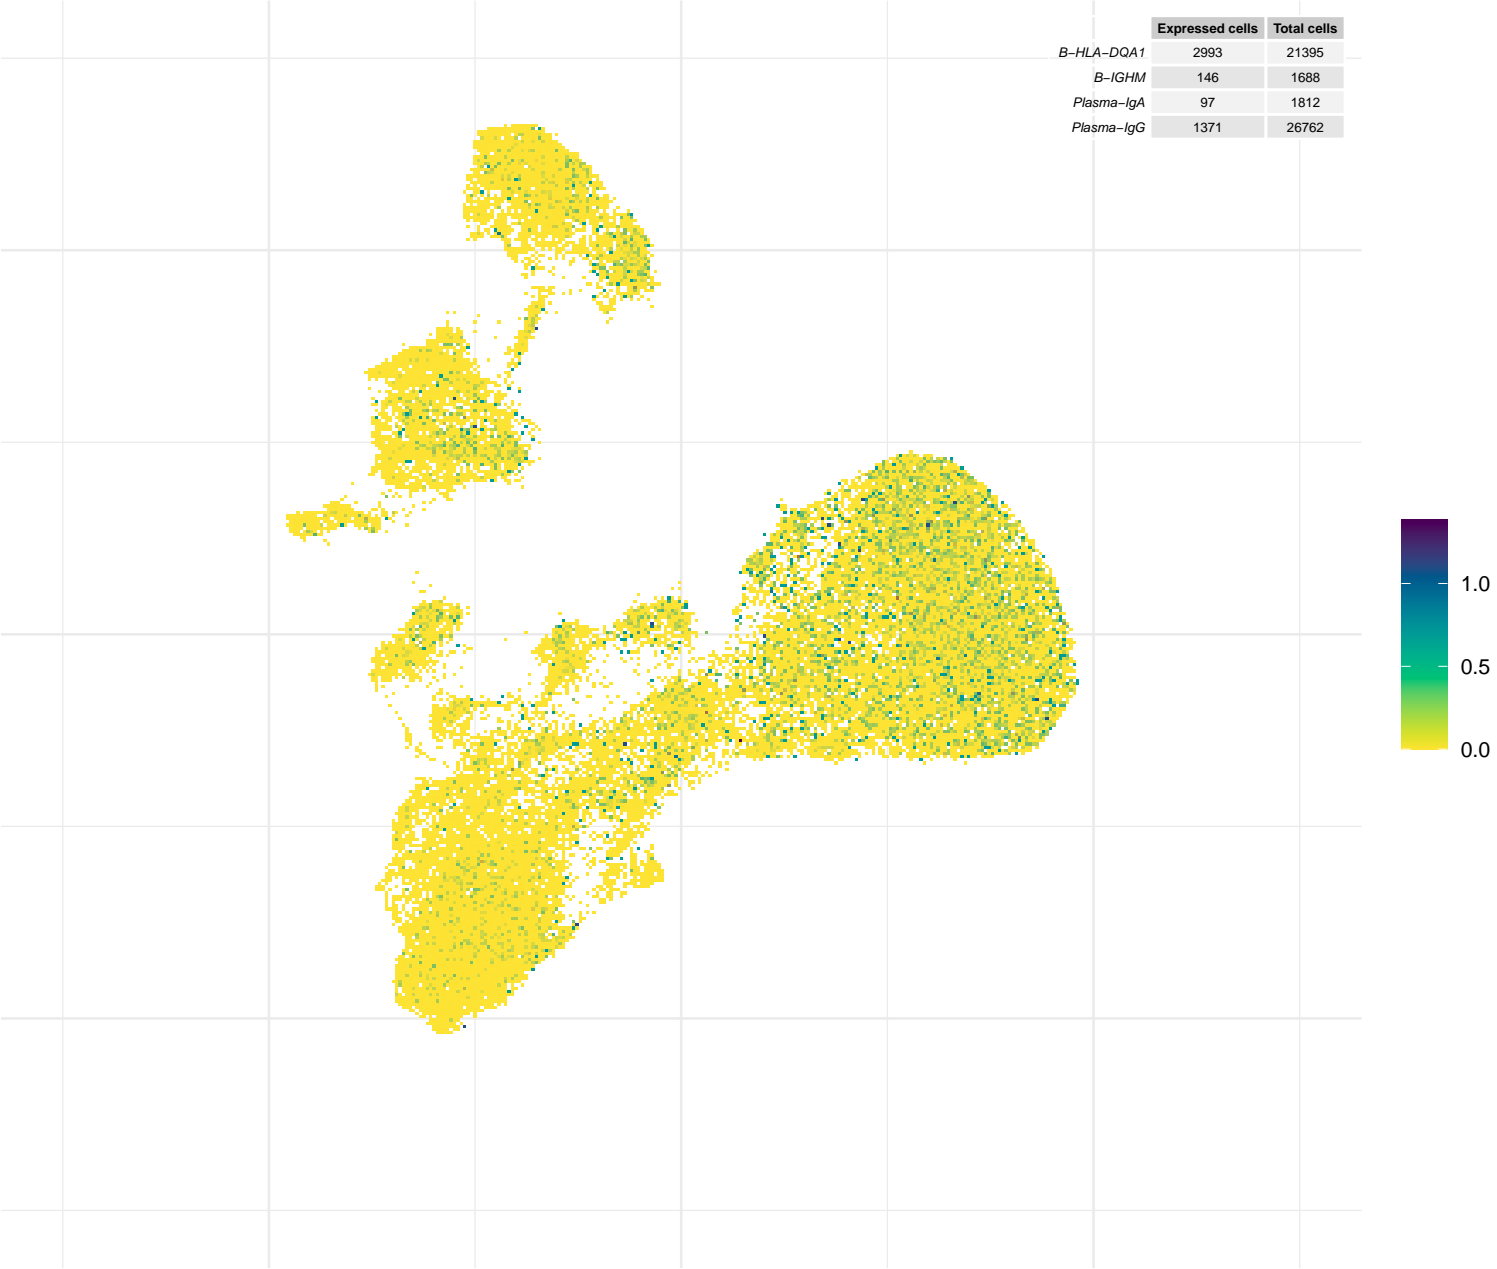 Expressed cells Total cells
B−HLA−DQA1 2993 21395
B−IGHM 146 1688
Plasma−IgA 97 1812
Plasma−IgG 1371 26762
1.0
0.5
0.0